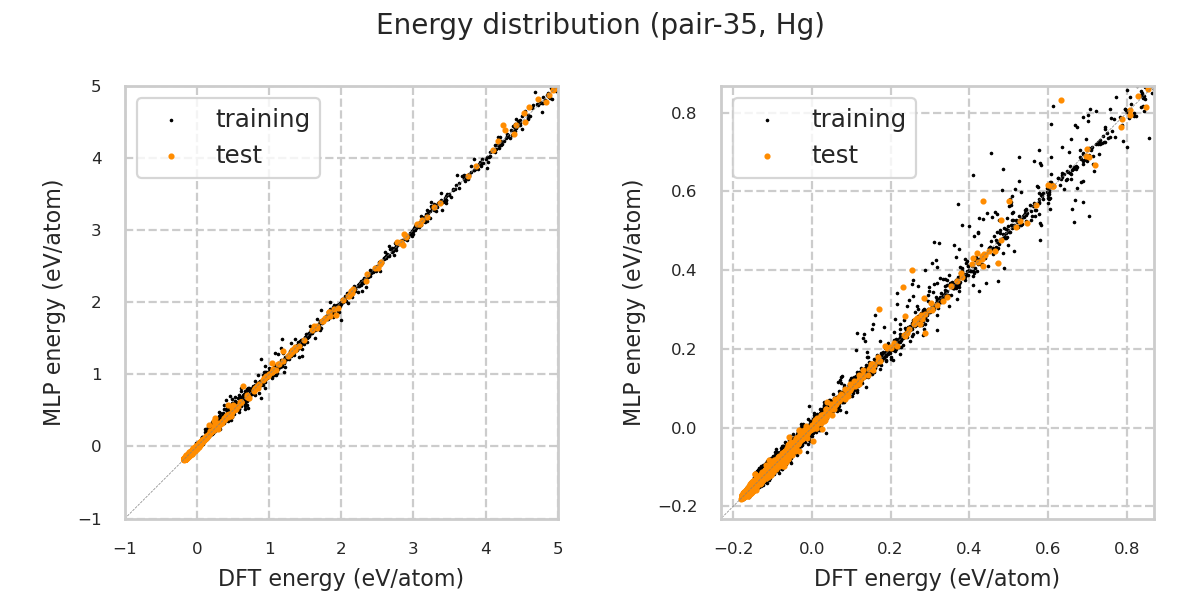 Energy distribution (pair-35, Hg)
training
test
MLP energy (eV/atom)
5
4
3
2
1
0
−1
−1
0
1
2
3
4
5
DFT energy (eV/atom)
training
test
MLP energy (eV/atom)
0.8
0.6
0.4
0.2
0.0
−0.2
−0.2
0.0
0.2
0.4
0.6
0.8
DFT energy (eV/atom)